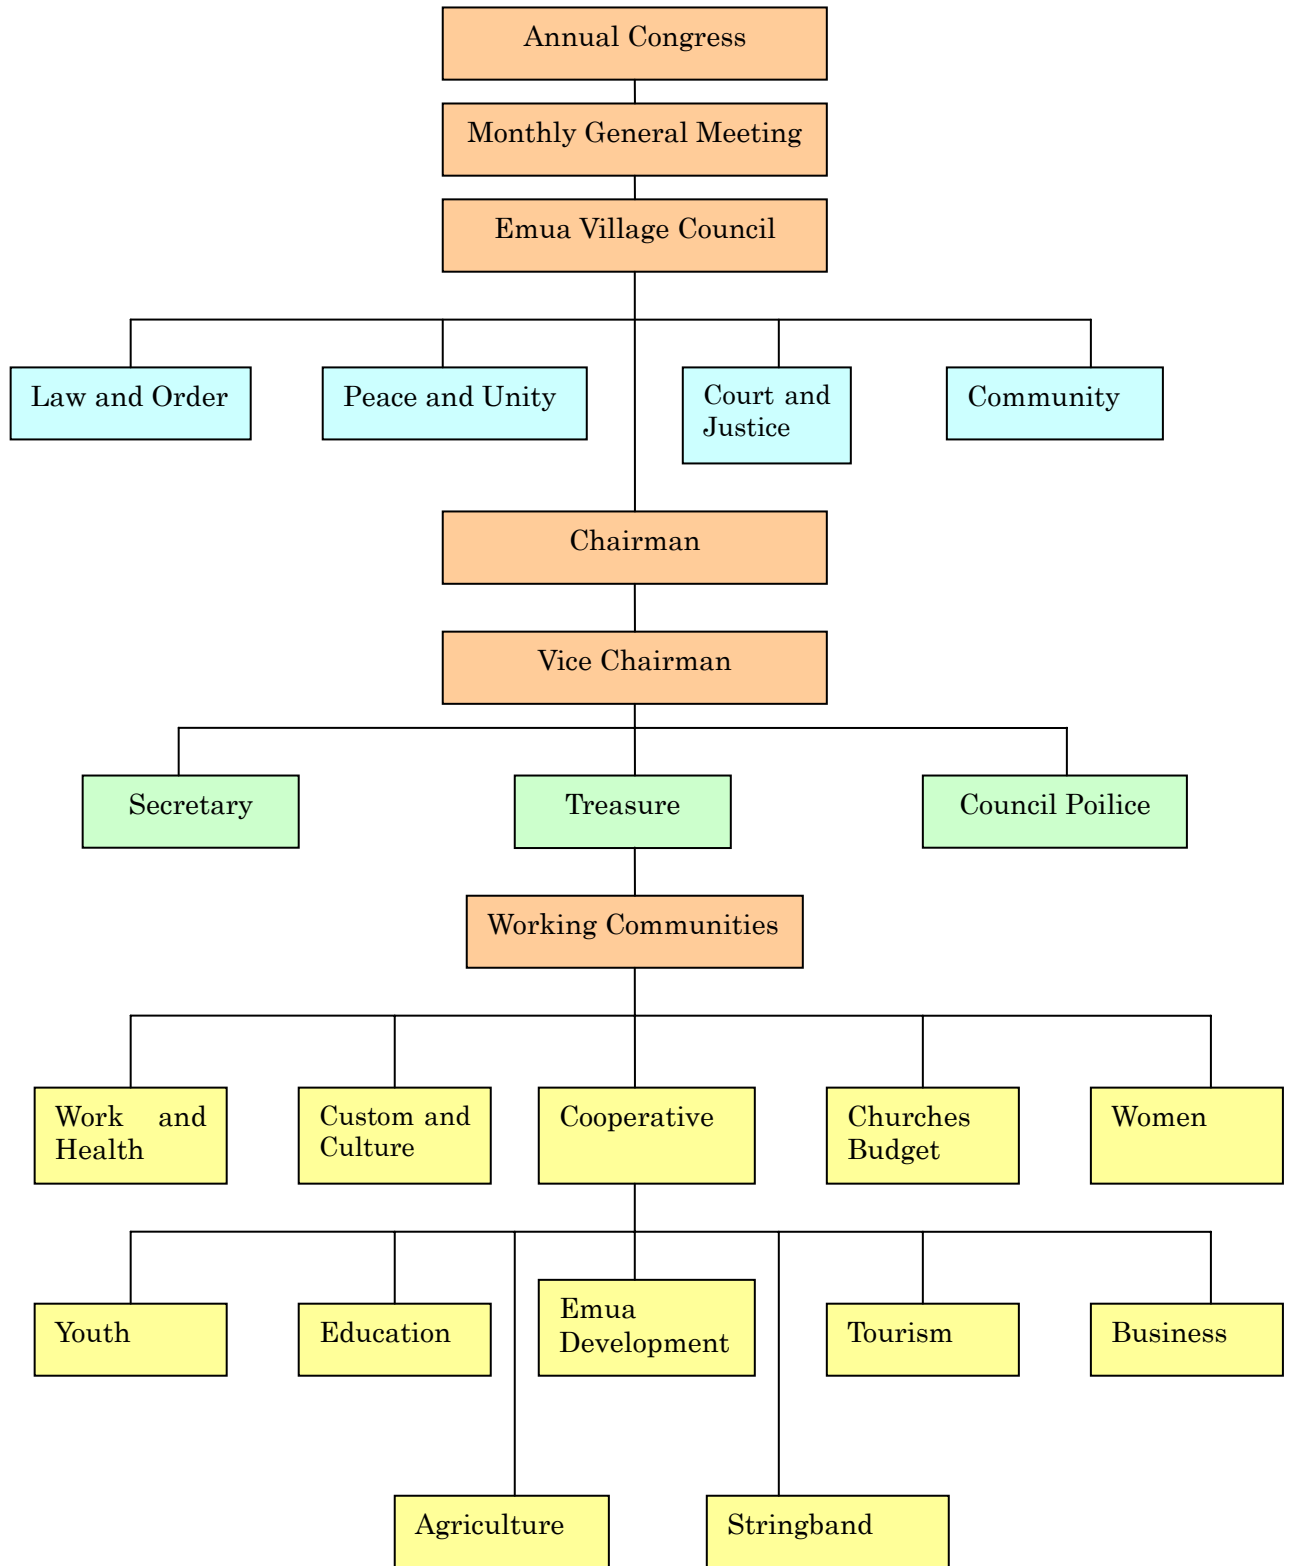 Annual Congress
Monthly General Meeting
Emua Village Council
Law and Order
Peace and Unity
Court and
Justice
Community
Chairman
Vice Chairman
Secretary
Treasure
Council Poilice
Working Communities
Work and
Health
Custom and
Culture
Cooperative
Churches
Budget
Women
Youth
Education
Emua
Development
Tourism
Business
Agriculture
Stringband